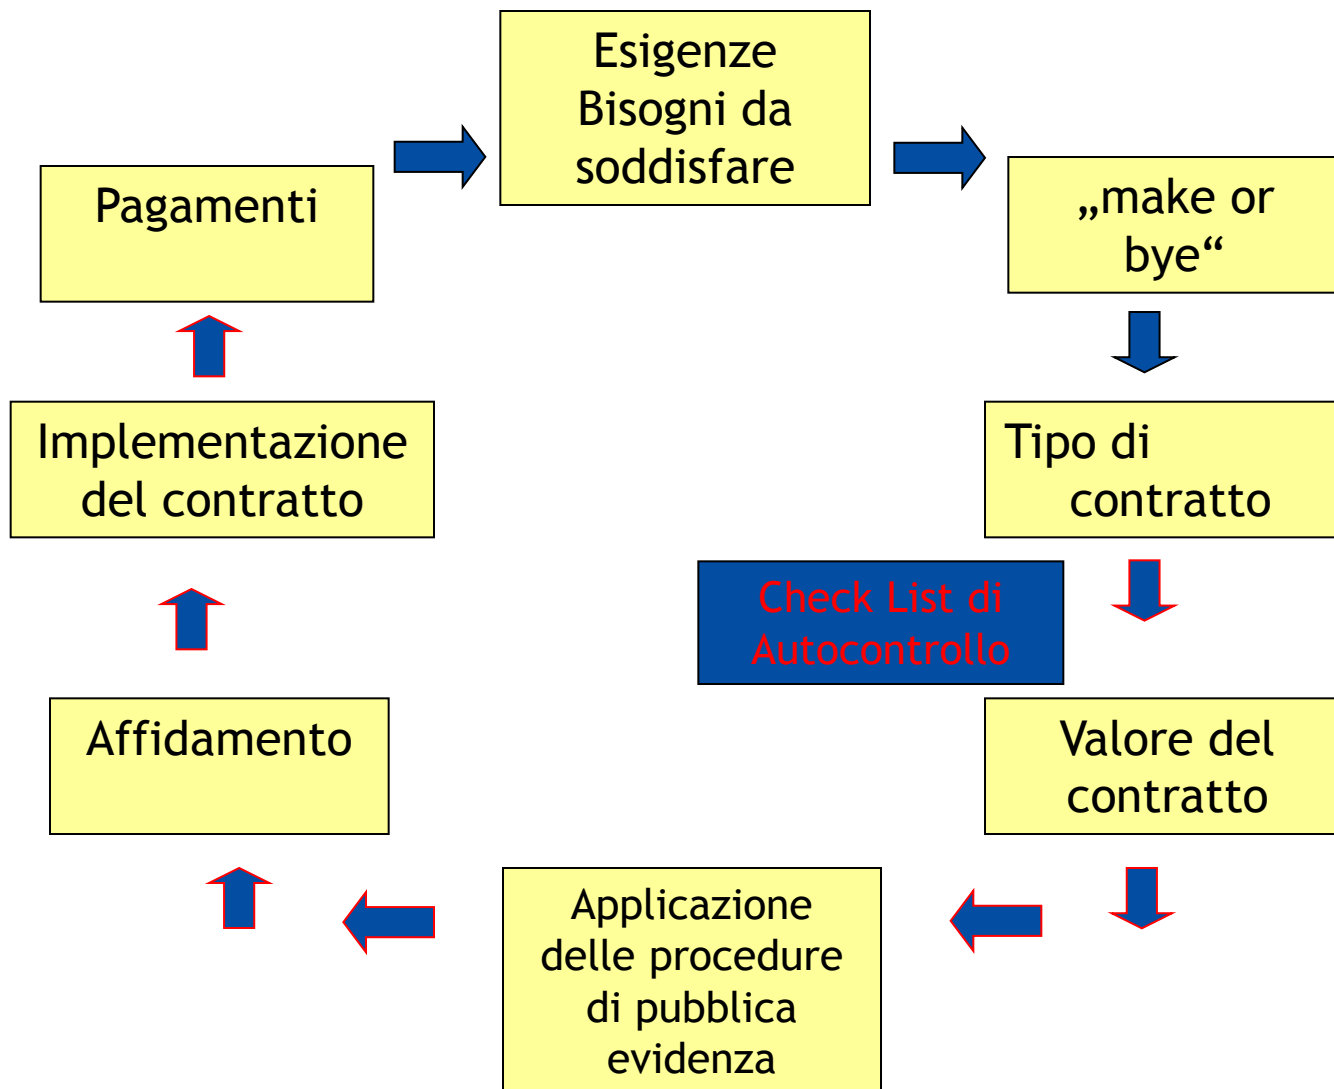 Esigenze
Bisogni da
soddisfare
„make or
bye“
Tipo di
contratto
Check List di
Autocontrollo
Valore del
contratto
Applicazione
delle procedure
di pubblica
evidenza
Affidamento
Implementazione
del contratto
Pagamenti